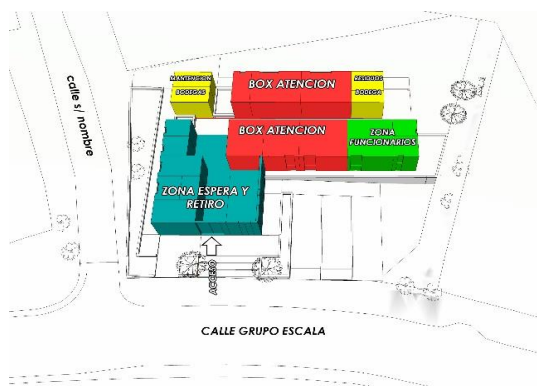 MANTENCION
BODEGAS
BOX ATENCION
RESIDUOS
BODEGA
BOX ATENCION
ZONA
FUNCIONARIOS
calle s/ nombre
ZONA ESPERA Y
RETIRO
ACCESO
CALLE GRUPO ESCALA